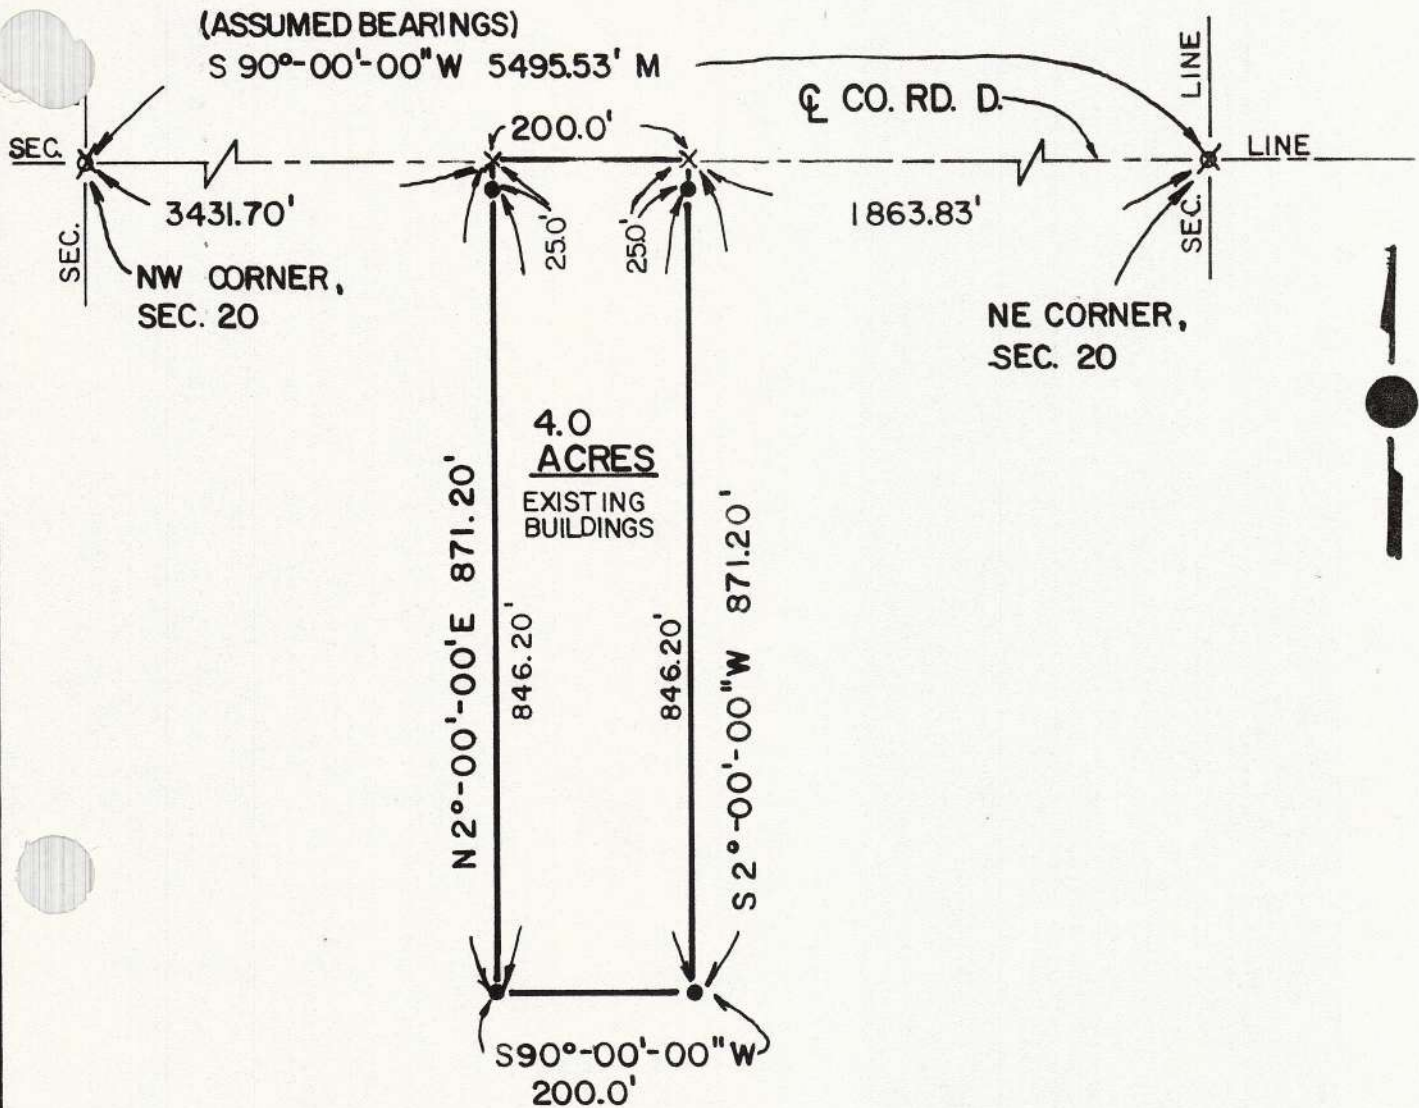 (ASSUMED BEARINGS)
S 90°-00'-00"W 5495.53' M
LINE
℄ CO. RD. D.
200.0'
SEC.
LINE
3431.70'
25.0'
25.0'
1863.83'
SEC.
SEC.
NW CORNER,
SEC. 20
NE CORNER,
SEC. 20
4.0
ACRES
EXISTING
BUILDINGS
N 2°-00'-00'E 871.20'
846.20'
846.20'
S 2°-00'-00"W 871.20'
S90°-00'-00"W
200.0'